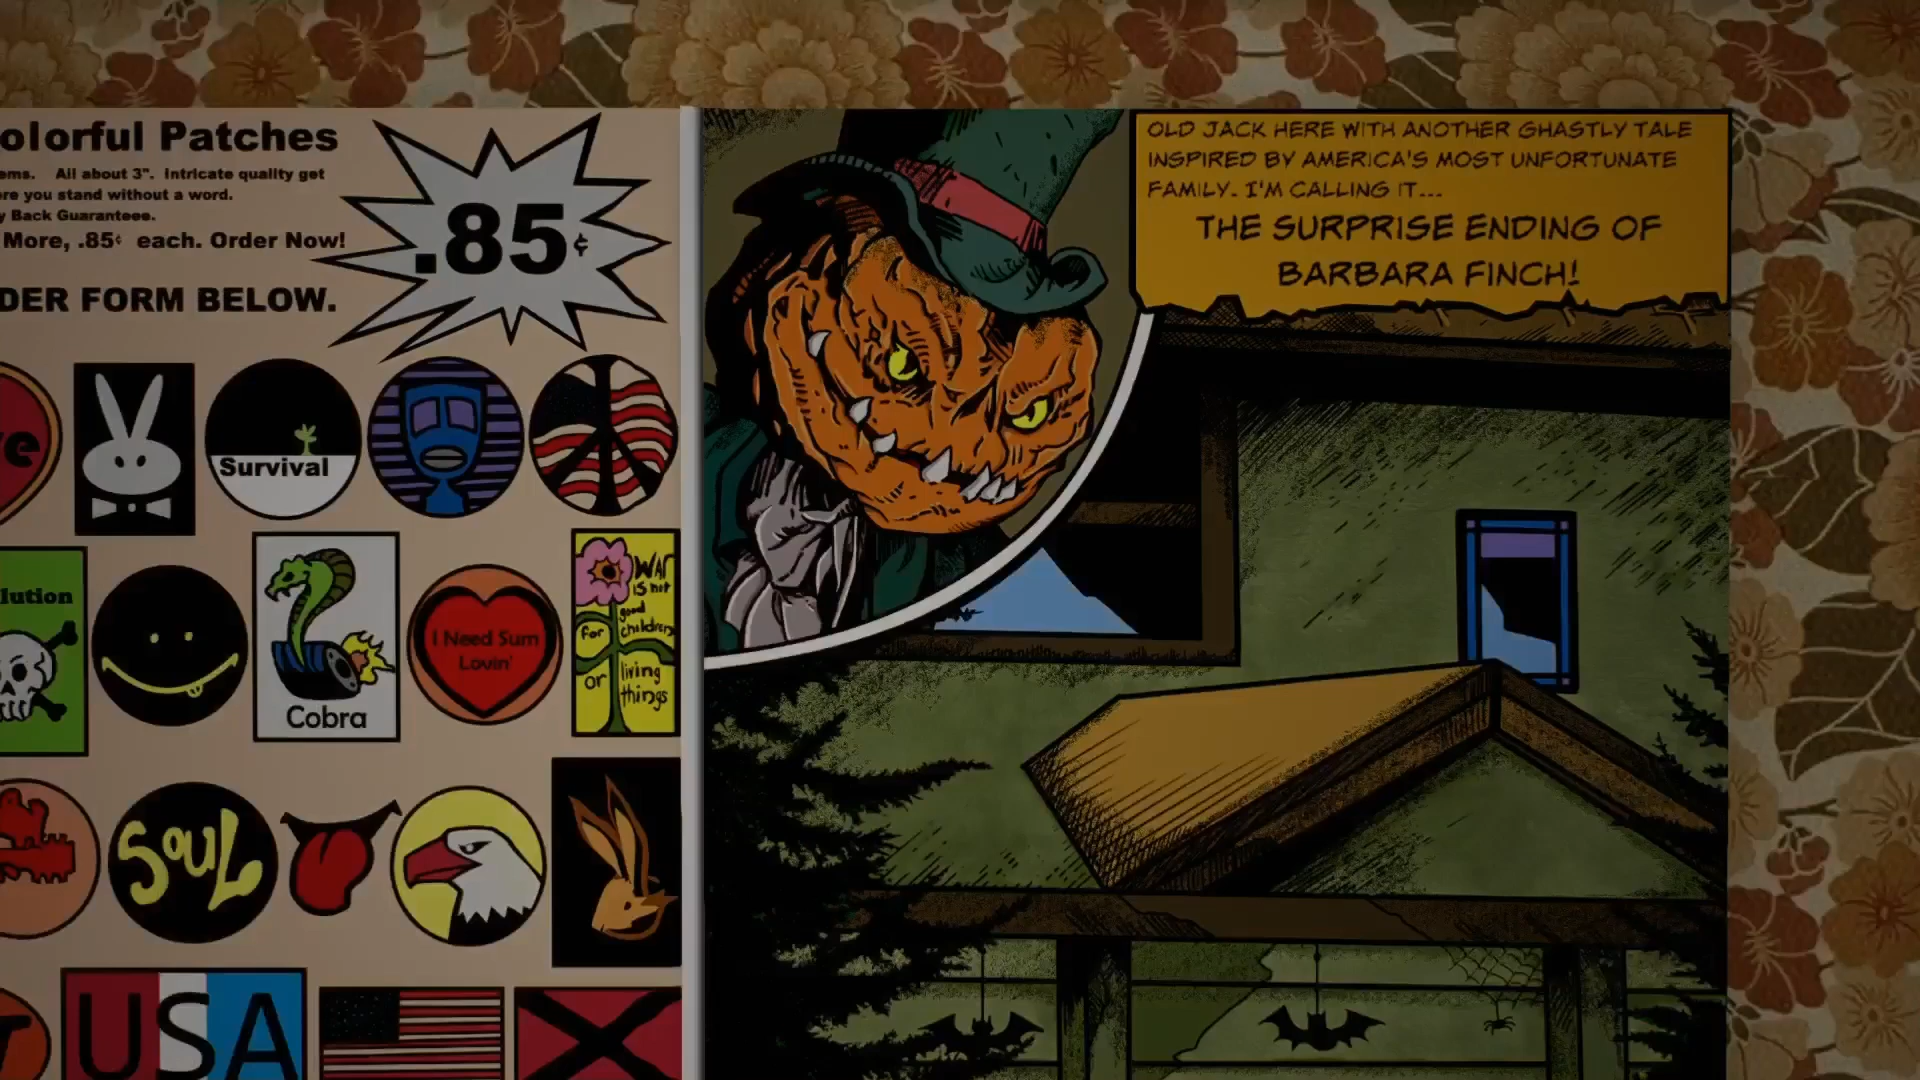 olorful Patches
ems. All about 3". Intricate quality get
ere you stand without a word.
y Back Guarantees.
More, .85¢ each. Order Now!
DER FORM BELOW.
.85¢
OLD JACK HERE WITH ANOTHER GHASTLY TALE
INSPIRED BY AMERICA'S MOST UNFORTUNATE
FAMILY. I'M CALLING IT...
THE SURPRISE ENDING OF
BARBARA FINCH!
ve
Survival
lution
Cobra
I Need Sum
Lovin'
War
is not
good
for children
or living
things
SOUL
USA